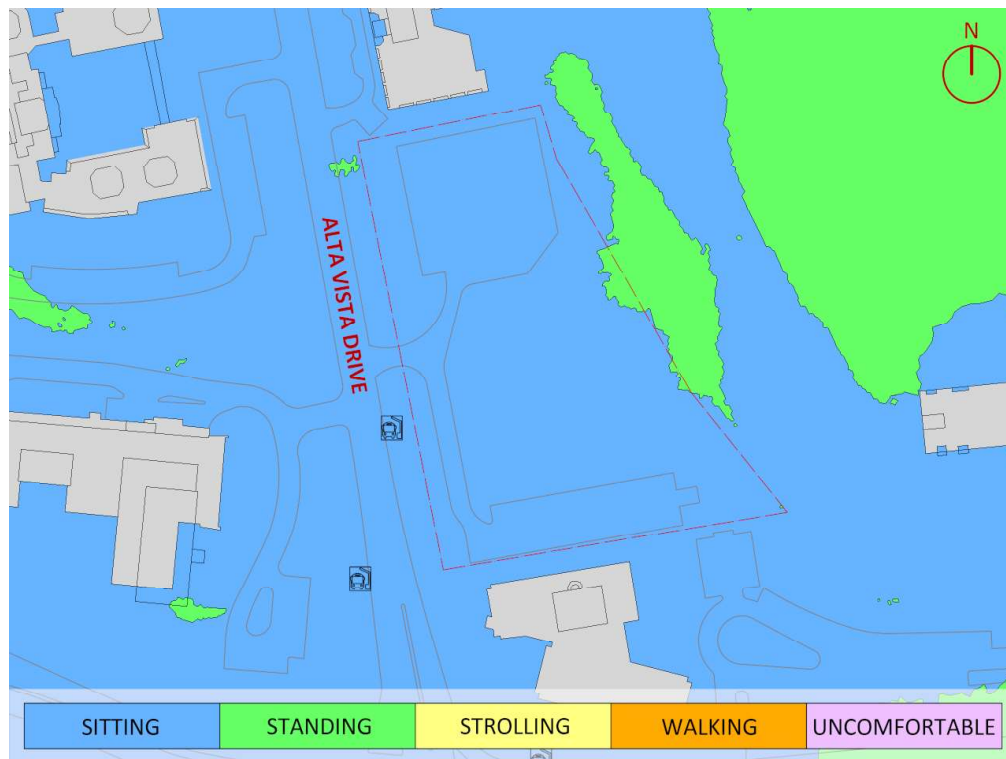 N
ALTA VISTA DRIVE
SITTING
STANDING
STROLLING
WALKING
UNCOMFORTABLE